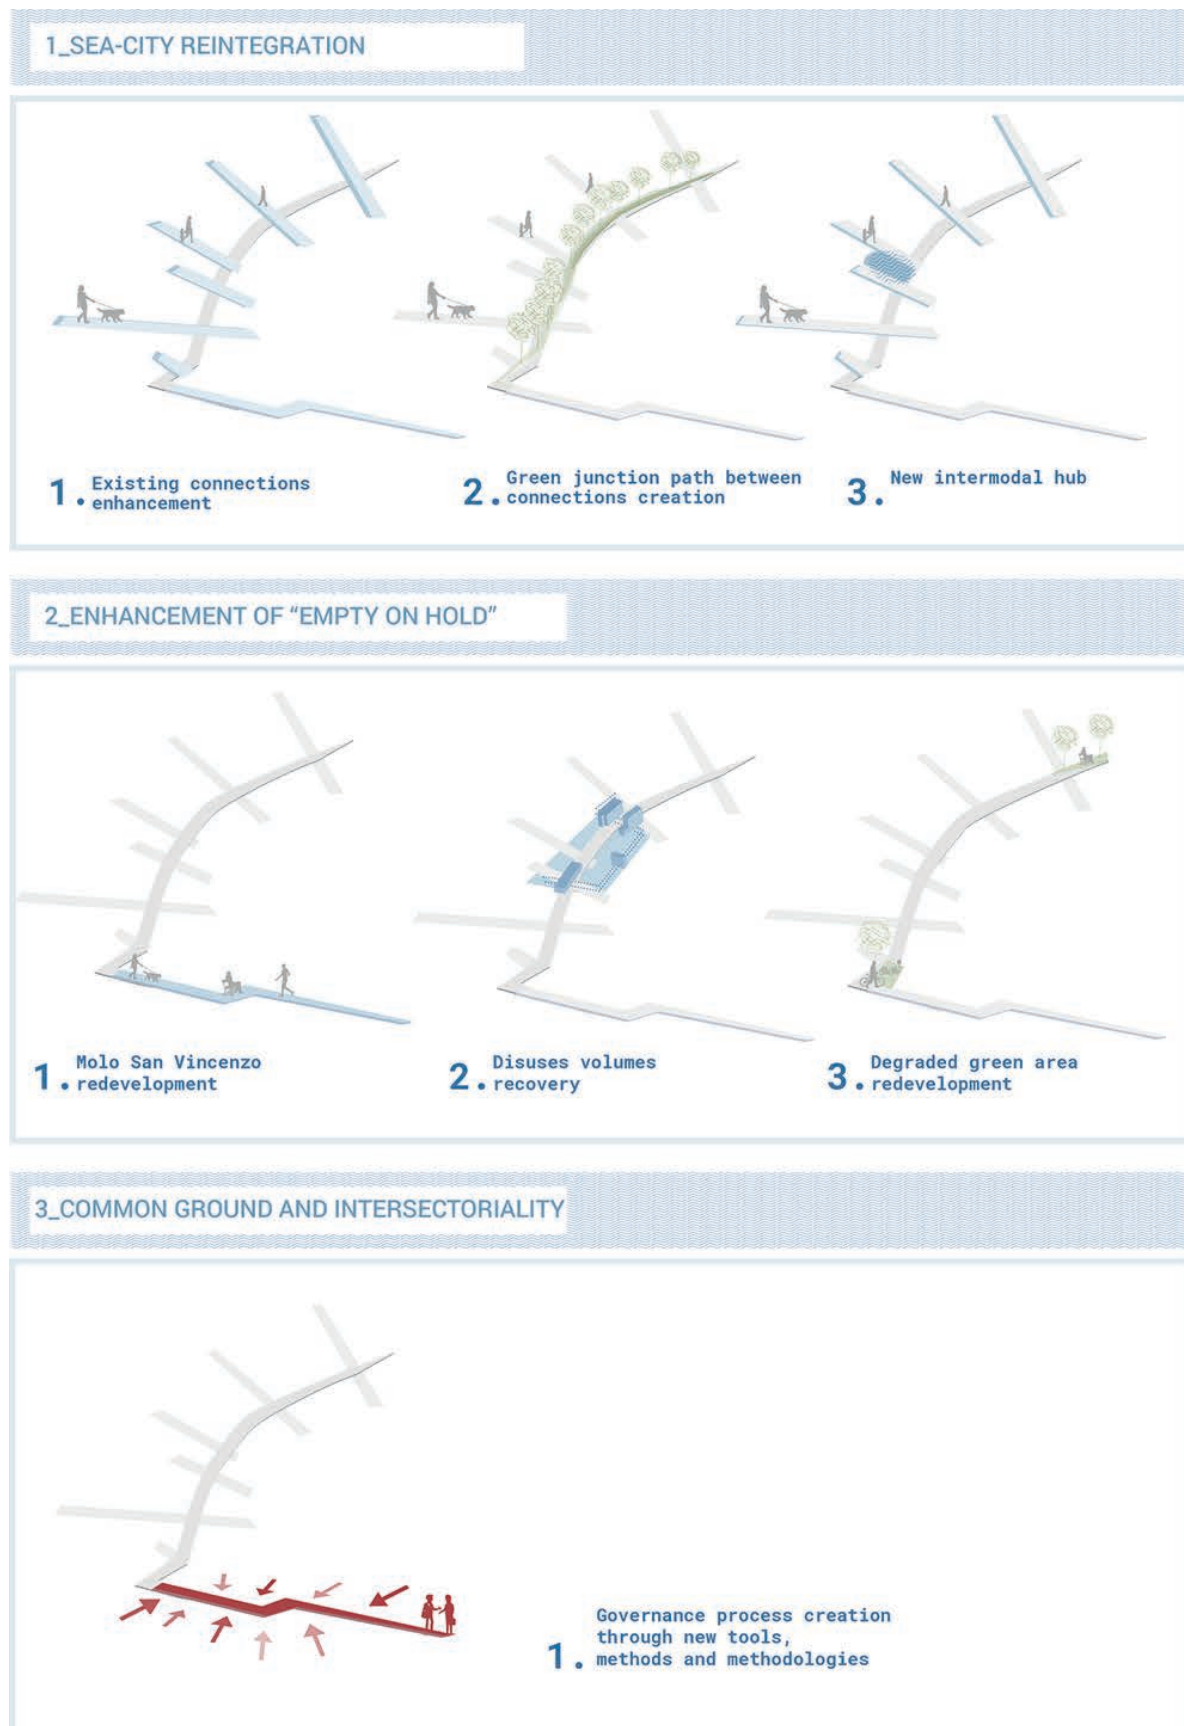 1_SEA-CITY REINTEGRATION
1. Existing connections
enhancement
2. Green junction path between
connections creation
3. New intermodal hub
2_ENHANCEMENT OF “EMPTY ON HOLD”
1. Molo San Vincenzo
redevelopment
2. Disuses volumes
recovery
3. Degraded green area
redevelopment
3_COMMON GROUND AND INTERSECTORIALITY
1. Governance process creation
through new tools,
methods and methodologies